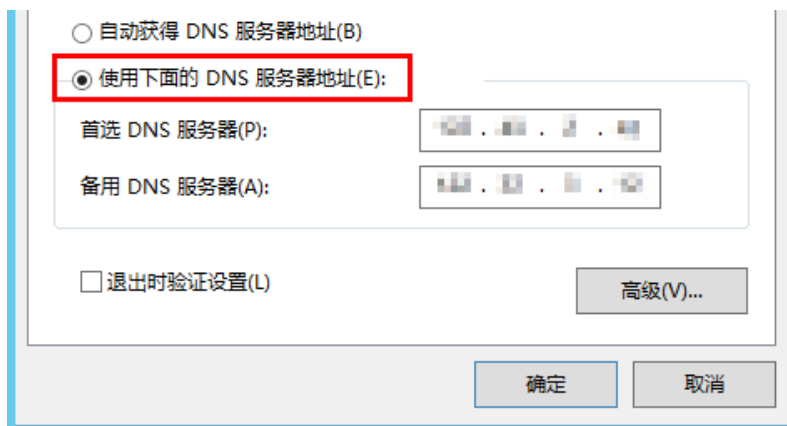 自动获得 DNS 服务器地址(B)
使用下面的 DNS 服务器地址(E):
首选 DNS 服务器(P):
备用 DNS 服务器(A):
退出时验证设置(L)
高级(V)...
确定 取消